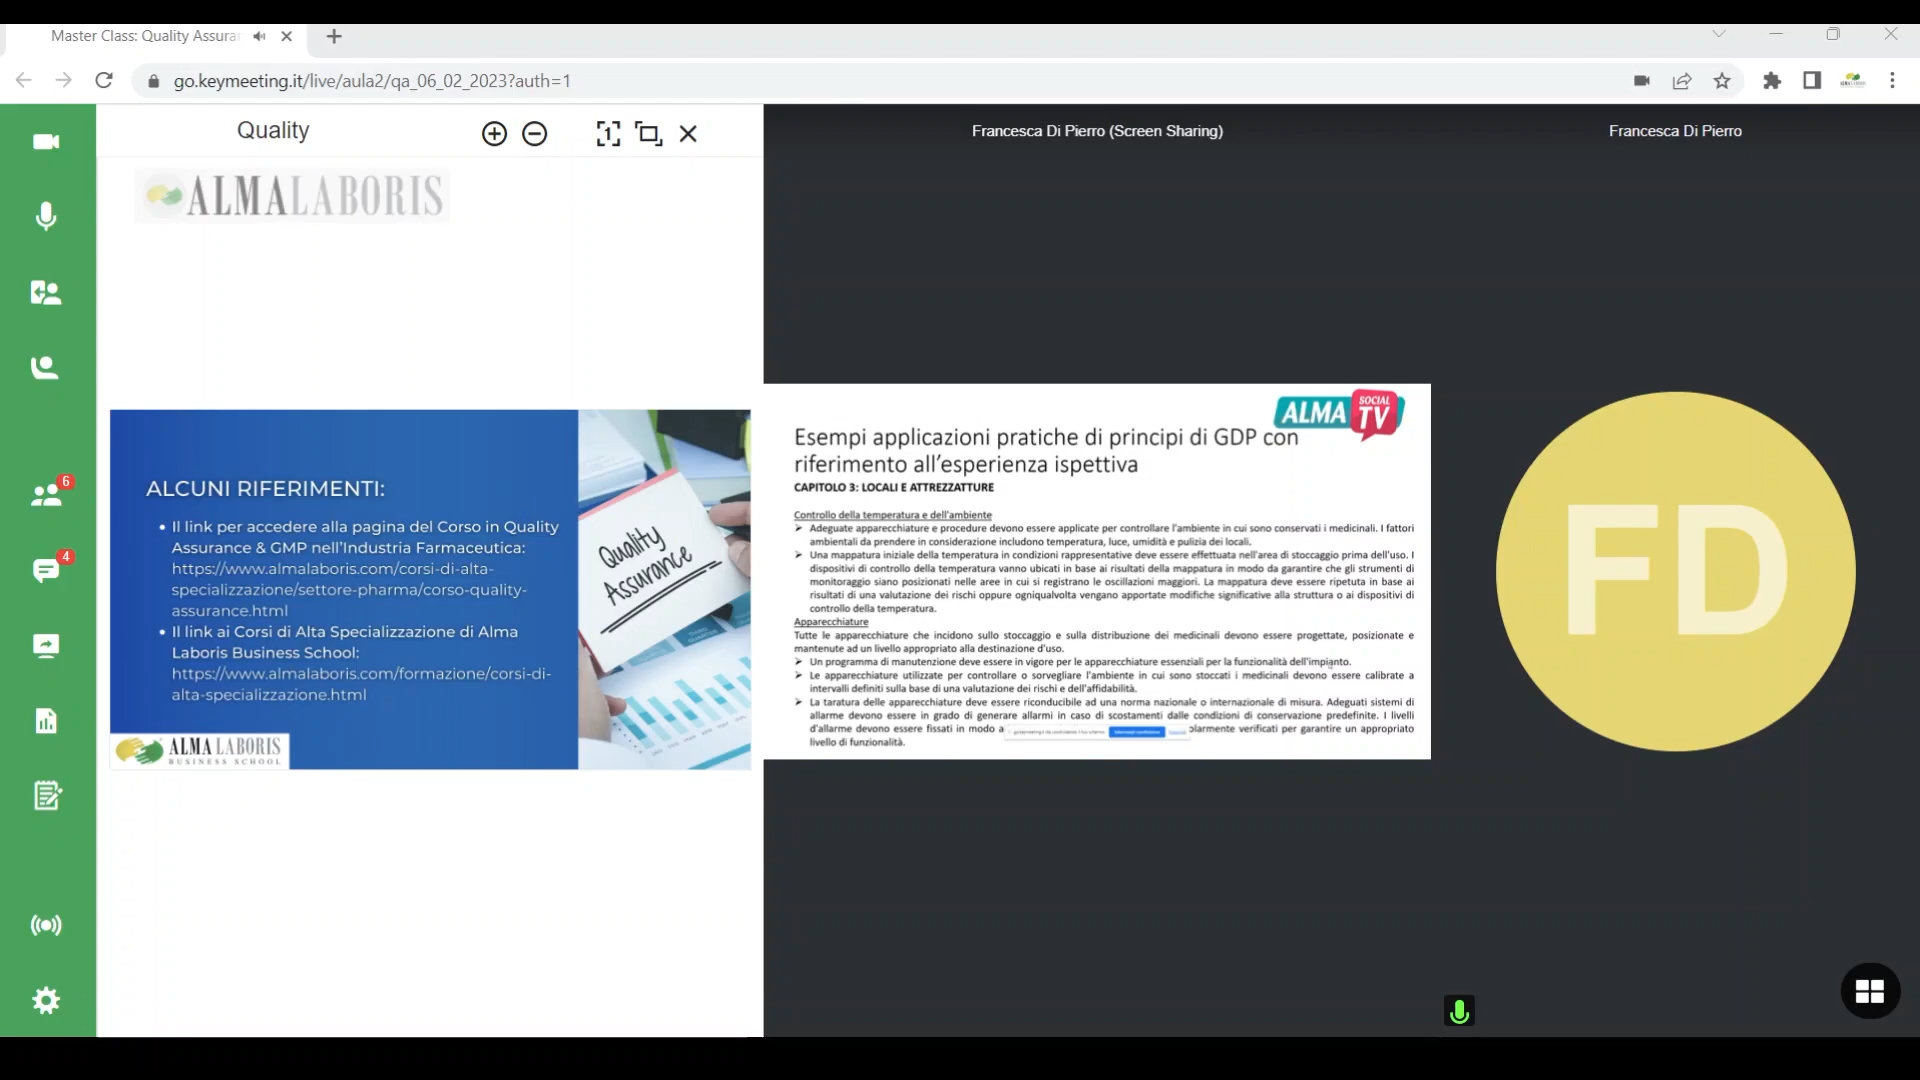 Master Class: Quality Assura
go.keymeeting.it/live/aula2/qa_06_02_2023?auth=1
Quality
ALMALABORIS
ALCUNI RIFERIMENTI:
• Il link per accedere alla pagina del Corso in Quality
Assurance & GMP nell'Industria Farmaceutica:
https://www.almalaboris.com/corsi-di-alta-
specializzazione/settore-pharma/corso-quality-
assurance.html
• Il link ai Corsi di Alta Specializzazione di Alma
Laboris Business School:
https://www.almalaboris.com/formazione/corsi-di-
alta-specializzazione.html
ALMA LABORIS
BUSINESS SCHOOL
Quality
Assurance
6
4
Francesca Di Pierro (Screen Sharing)
ALMA SOCIAL TV
Esempi applicazioni pratiche di principi di GDP con
riferimento all'esperienza ispettiva
CAPITOLO 3: LOCALI E ATTREZZATURE
Controllo della temperatura e dell'ambiente
➢ Adeguate apparecchiature e procedure devono essere applicate per controllare l'ambiente in cui sono conservati i medicinali. I fattori
ambientali da prendere in considerazione includono temperatura, luce, umidità e pulizia dei locali.
➢ Una mappatura iniziale della temperatura in condizioni rappresentative deve essere effettuata nell'area di stoccaggio prima dell'uso. I
dispositivi di controllo della temperatura vanno ubicati in base ai risultati della mappatura in modo da garantire che gli strumenti di
monitoraggio siano posizionati nelle aree in cui si registrano le oscillazioni maggiori. La mappatura deve essere ripetuta in base ai
risultati di una valutazione dei rischi oppure ogniqualvolta vengano apportate modifiche significative alla struttura o ai dispositivi di
controllo della temperatura.
Apparecchiature
Tutte le apparecchiature che incidono sullo stoccaggio e sulla distribuzione dei medicinali devono essere progettate, posizionate e
mantenute ad un livello appropriato alla destinazione d'uso.
➢ Un programma di manutenzione deve essere in vigore per le apparecchiature essenziali per la funzionalità dell'impianto.
➢ Le apparecchiature utilizzate per controllare o sorvegliare l'ambiente in cui sono stoccati i medicinali devono essere calibrate a
intervalli definiti sulla base di una valutazione dei rischi e dell'affidabilità.
➢ La taratura delle apparecchiature deve essere riconducibile ad una norma nazionale o internazionale di misura. Adeguati sistemi di
allarme devono essere in grado di generare allarmi in caso di scostamenti dalle condizioni di conservazione predefinite. I livelli
d'allarme devono essere fissati in modo a olarmente verificati per garantire un appropriato
livello di funzionalità.
Francesca Di Pierro
FD